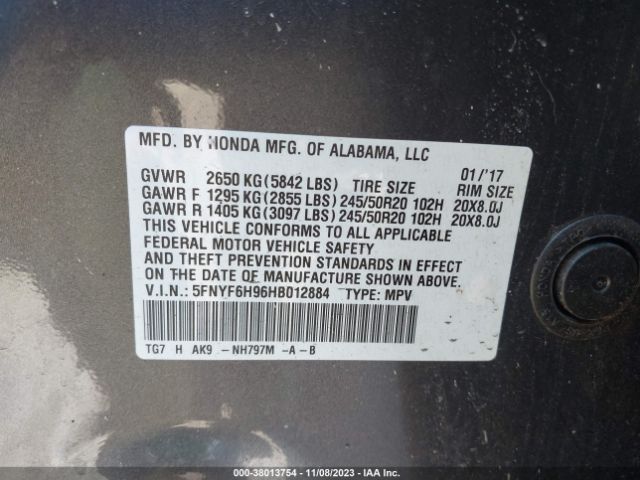 MFD. BY HONDA MFG. OF ALABAMA, LLC
GVWR 2650 KG(5842 LBS) TIRE SIZE 01/'17 RIM SIZE
GAWR F 1295 KG(2855 LBS) 245/50R20 102H 20X8.0J
GAWR R 1405 KG(3097 LBS) 245/50R20 102H 20X8.0J
THIS VEHICLE CONFORMS TO ALL APPLICABLE
FEDERAL MOTOR VEHICLE SAFETY
AND THEFT PREVENTION STANDARDS IN EFFECT
ON THE DATE OF MANUFACTURE SHOWN ABOVE.
V.I.N.: 5FNYF6H96HB012884 TYPE: MPV
TG7 H AK9 -NH797M -A-B
HONDA
000-38013754 - 11/08/2023 - IAA Inc.